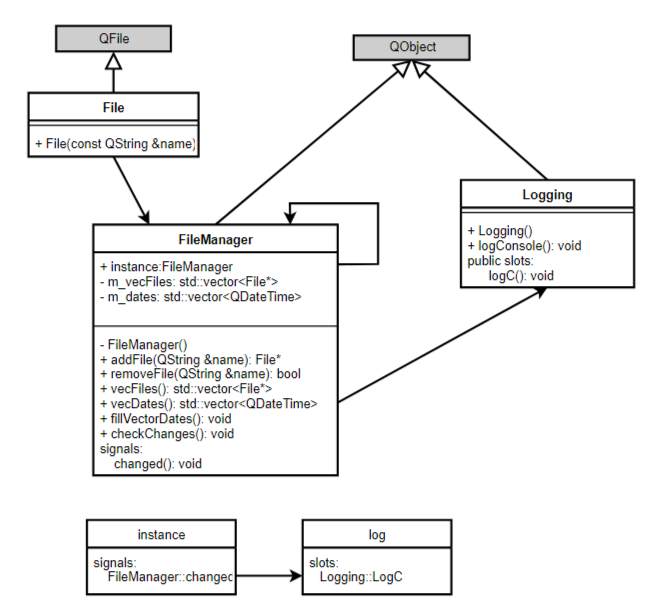 QFile
QObject
File
+ File(const QString &name)
Logging
+ Logging()
+ logConsole(): void
public slots:
logC(): void
FileManager
+ instance:FileManager
- m_vecFiles: std::vector<File*>
- m_dates: std::vector<QDateTime>
- FileManager()
+ addFile(QString &name): File*
+ removeFile(QString &name): bool
+ vecFiles(): std::vector<File*>
+ vecDates(): std::vector<QDateTime>
+ fillVectorDates(): void
+ checkChanges(): void
signals:
changed(): void
instance
signals:
FileManager::changed
log
slots:
Logging::LogC